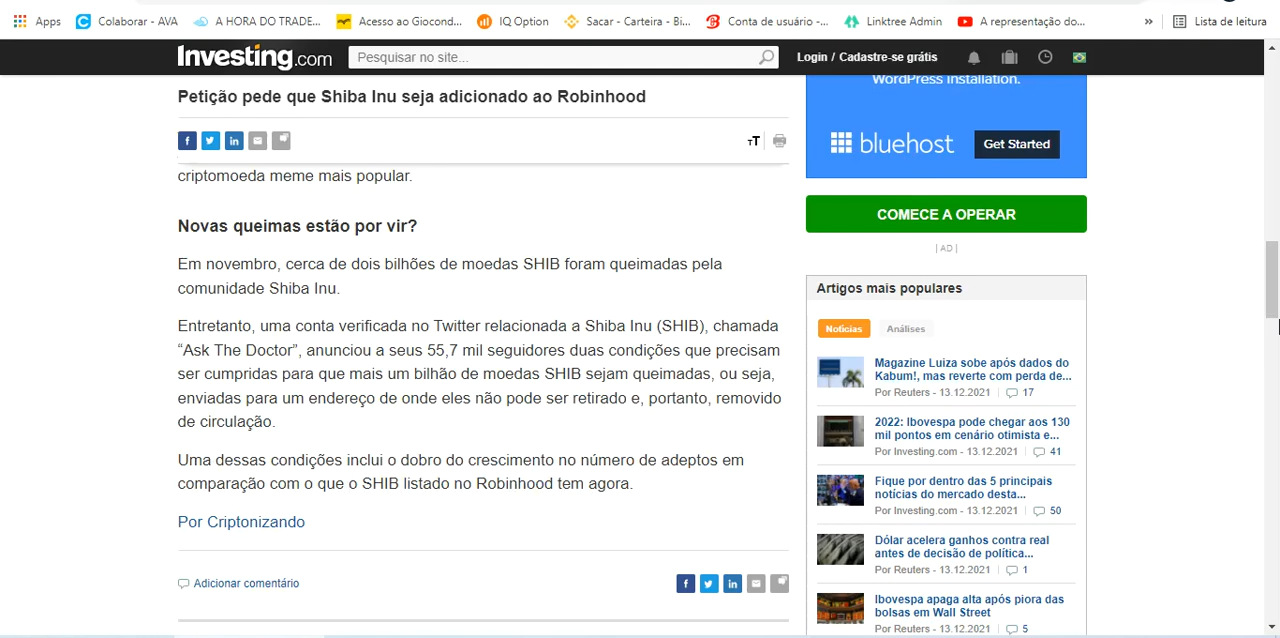 Apps
Colaborar - AVA
A HORA DO TRADE...
Acesso ao Giocond...
IQ Option
Sacar - Carteira - Bi...
Conta de usuário -...
Linktree Admin
A representação do...
»
Lista de leitura
Investing.com
Pesquisar no site...
Login / Cadastre-se grátis
Petição pede que Shiba Inu seja adicionado ao Robinhood
TT
criptomoeda meme mais popular.
Novas queimas estão por vir?
Em novembro, cerca de dois bilhões de moedas SHIB foram queimadas pela
comunidade Shiba Inu.
Entretanto, uma conta verificada no Twitter relacionada a Shiba Inu (SHIB), chamada
“Ask The Doctor”, anunciou a seus 55,7 mil seguidores duas condições que precisam
ser cumpridas para que mais um bilhão de moedas SHIB sejam queimadas, ou seja,
enviadas para um endereço de onde eles não pode ser retirado e, portanto, removido
de circulação.
Uma dessas condições inclui o dobro do crescimento no número de adeptos em
comparação com o que o SHIB listado no Robinhood tem agora.
Por Criptonizando
Adicionar comentário
WordPress installation.
bluehost
Get Started
COMECE A OPERAR
| AD |
Artigos mais populares
Notícias
Análises
Magazine Luiza sobe após dados do
Kabum!, mas reverte com perda de...
Por Reuters - 13.12.2021 | 17
2022: Ibovespa pode chegar aos 130
mil pontos em cenário otimista e...
Por Investing.com - 13.12.2021 | 41
Fique por dentro das 5 principais
notícias do mercado desta...
Por Investing.com - 13.12.2021 | 50
Dólar acelera ganhos contra real
antes de decisão de política...
Por Reuters - 13.12.2021 | 1
Ibovespa apaga alta após piora das
bolsas em Wall Street
Por Investing.com - 13.12.2021 | 5